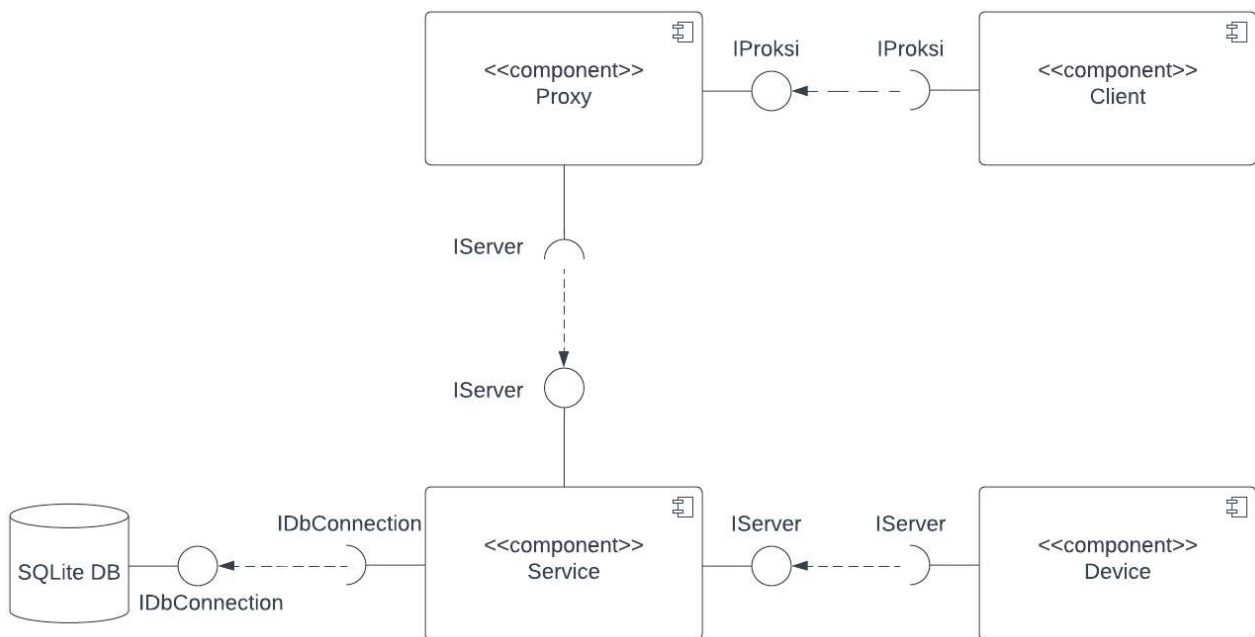 IProksi
IProksi
<<component>>
Proxy
<<component>>
Client
IServer
IServer
IDbConnection
IServer
IServer
<<component>>
Service
<<component>>
Device
SQLite DB
IDbConnection